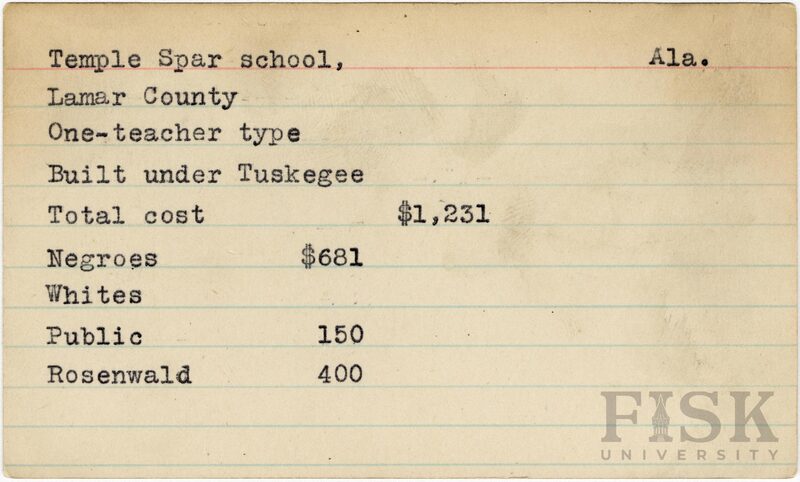 Temple Spar school, Ala.
Lamar County
One-teacher type
Built under Tuskegee
Total cost $1,231
Negroes $681
Whites
Public 150
Rosenwald 400
FISK
UNIVERSITY